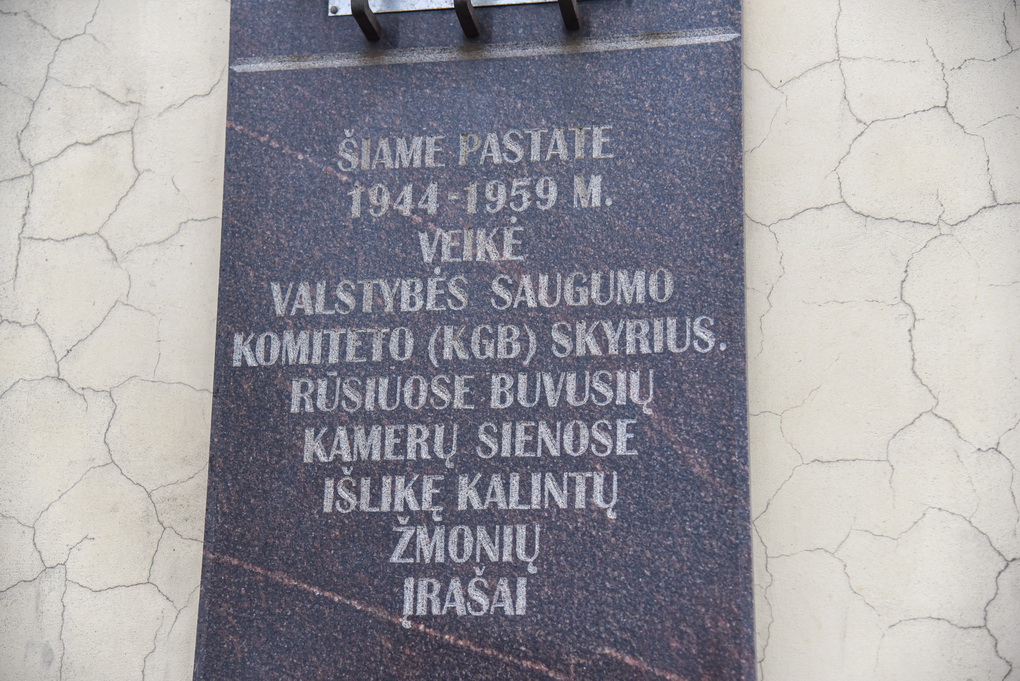 ŠIAME PASTATE
1944-1959 M.
VEIKĖ
VALSTYBĖS SAUGUMO
KOMITETO (KGB) SKYRIUS.
RŪSIUOSE BUVUSIŲ
KAMERŲ SIENOSE
IŠLIKĘ KALINTŲ
ŽMONIŲ
ĮRAŠAI